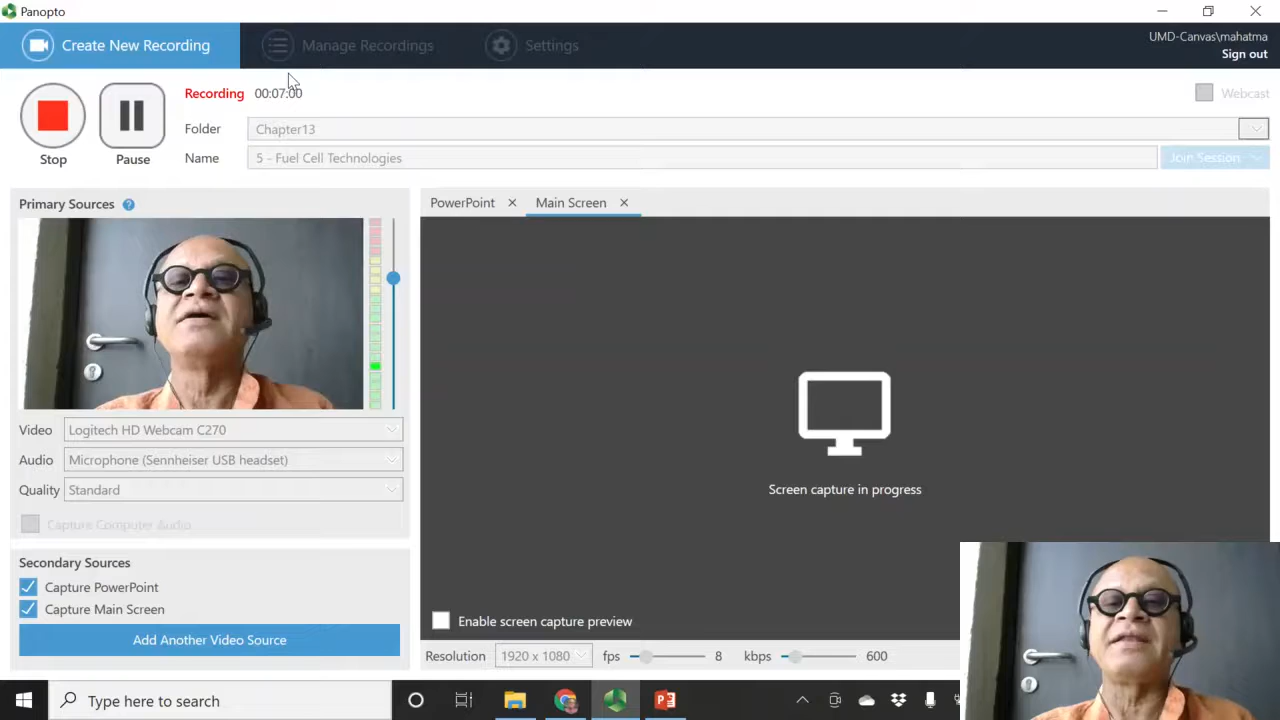 Panopto
Create New Recording
Manage Recordings
Settings
UMD-Canvas\mahatma
Sign out
Recording 00:07:00
Webcast
Folder Chapter13
Name 5 - Fuel Cell Technologies
Join Session
Stop
Pause
Primary Sources ?
PowerPoint
Main Screen
Video Logitech HD Webcam C270
Audio Microphone (Sennheiser USB headset)
Quality Standard
Capture Computer Audio
Screen capture in progress
Secondary Sources
Capture PowerPoint
Capture Main Screen
Add Another Video Source
Enable screen capture preview
Resolution 1920 x 1080 fps 8 kbps 600
Type here to search